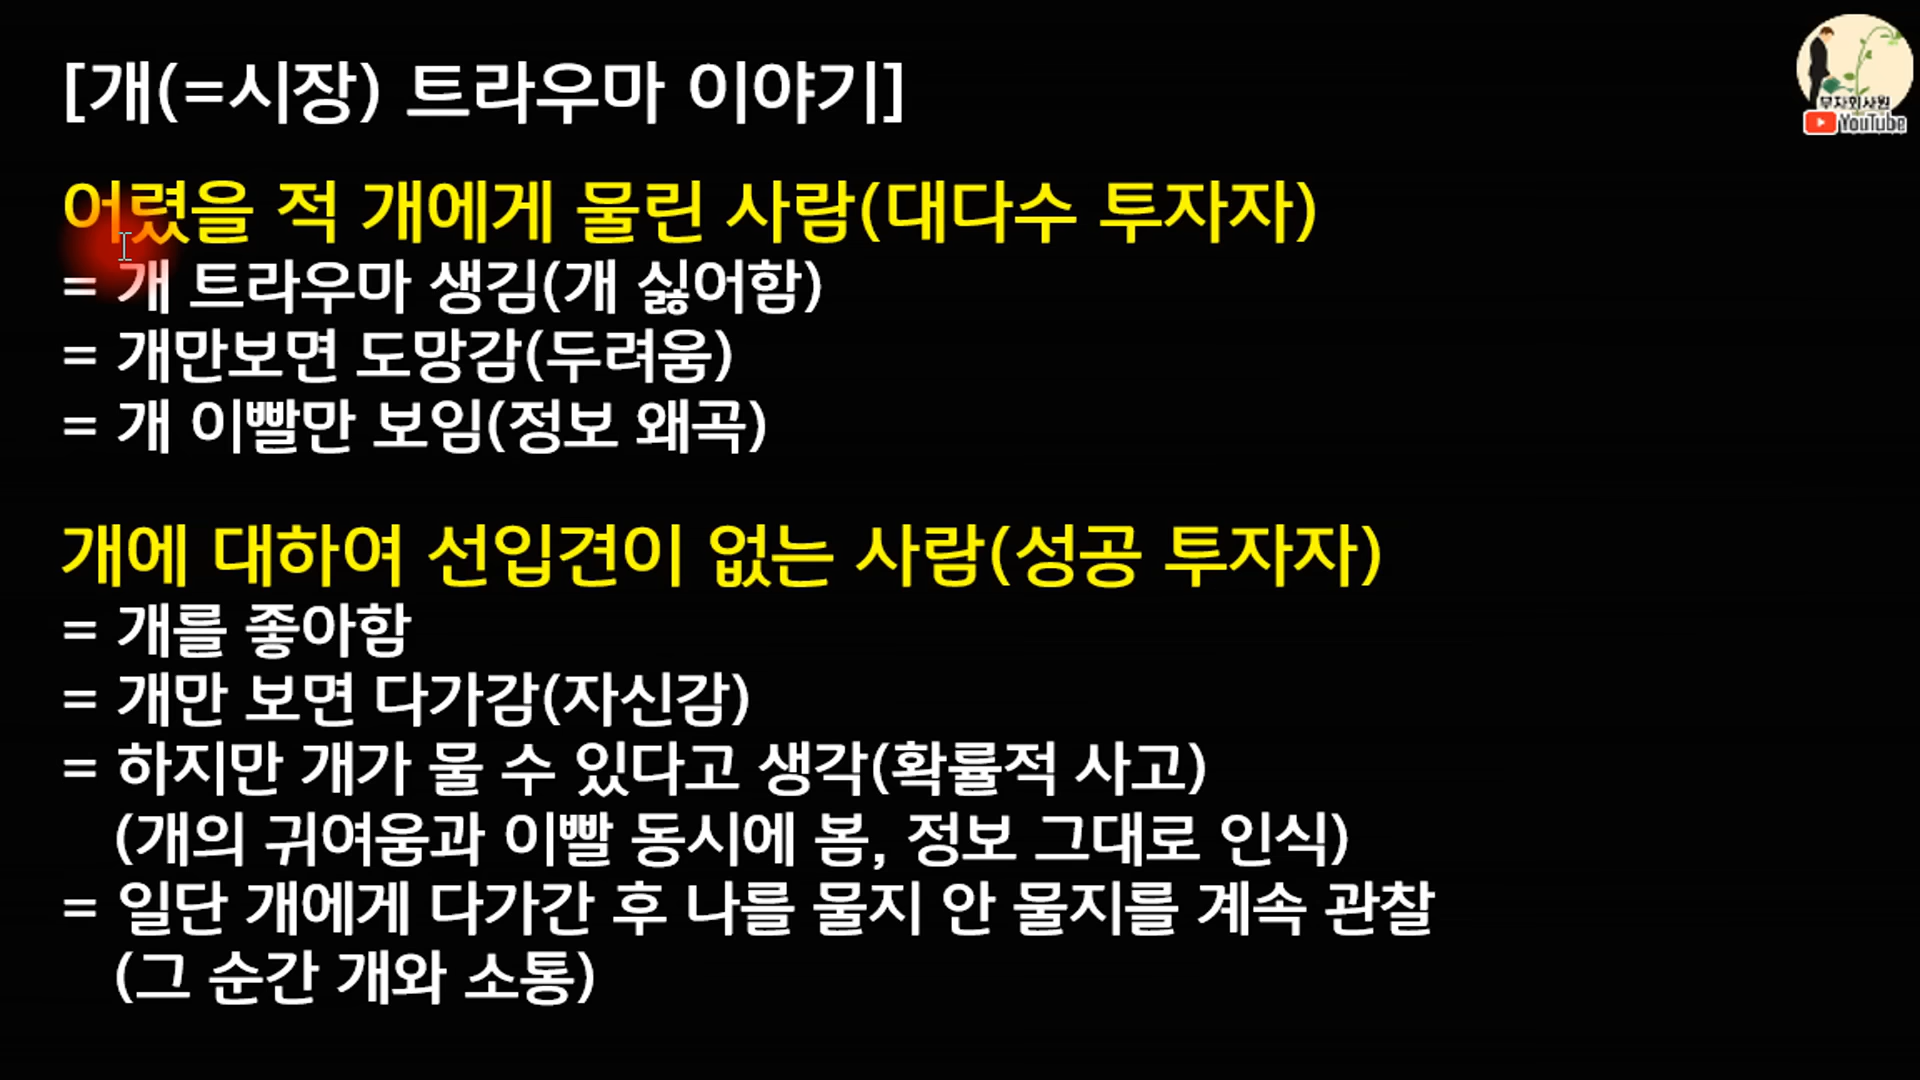 [개(=시장) 트라우마 이야기]
부자회사원
YouTube
어렸을 적 개에게 물린 사람(대다수 투자자)
= 개 트라우마 생김(개 싫어함)
= 개만보면 도망감(두려움)
= 개 이빨만 보임(정보 왜곡)
개에 대하여 선입견이 없는 사람(성공 투자자)
= 개를 좋아함
= 개만 보면 다가감(자신감)
= 하지만 개가 물 수 있다고 생각(확률적 사고)
(개의 귀여움과 이빨 동시에 봄, 정보 그대로 인식)
= 일단 개에게 다가간 후 나를 물지 안 물지를 계속 관찰
(그 순간 개와 소통)